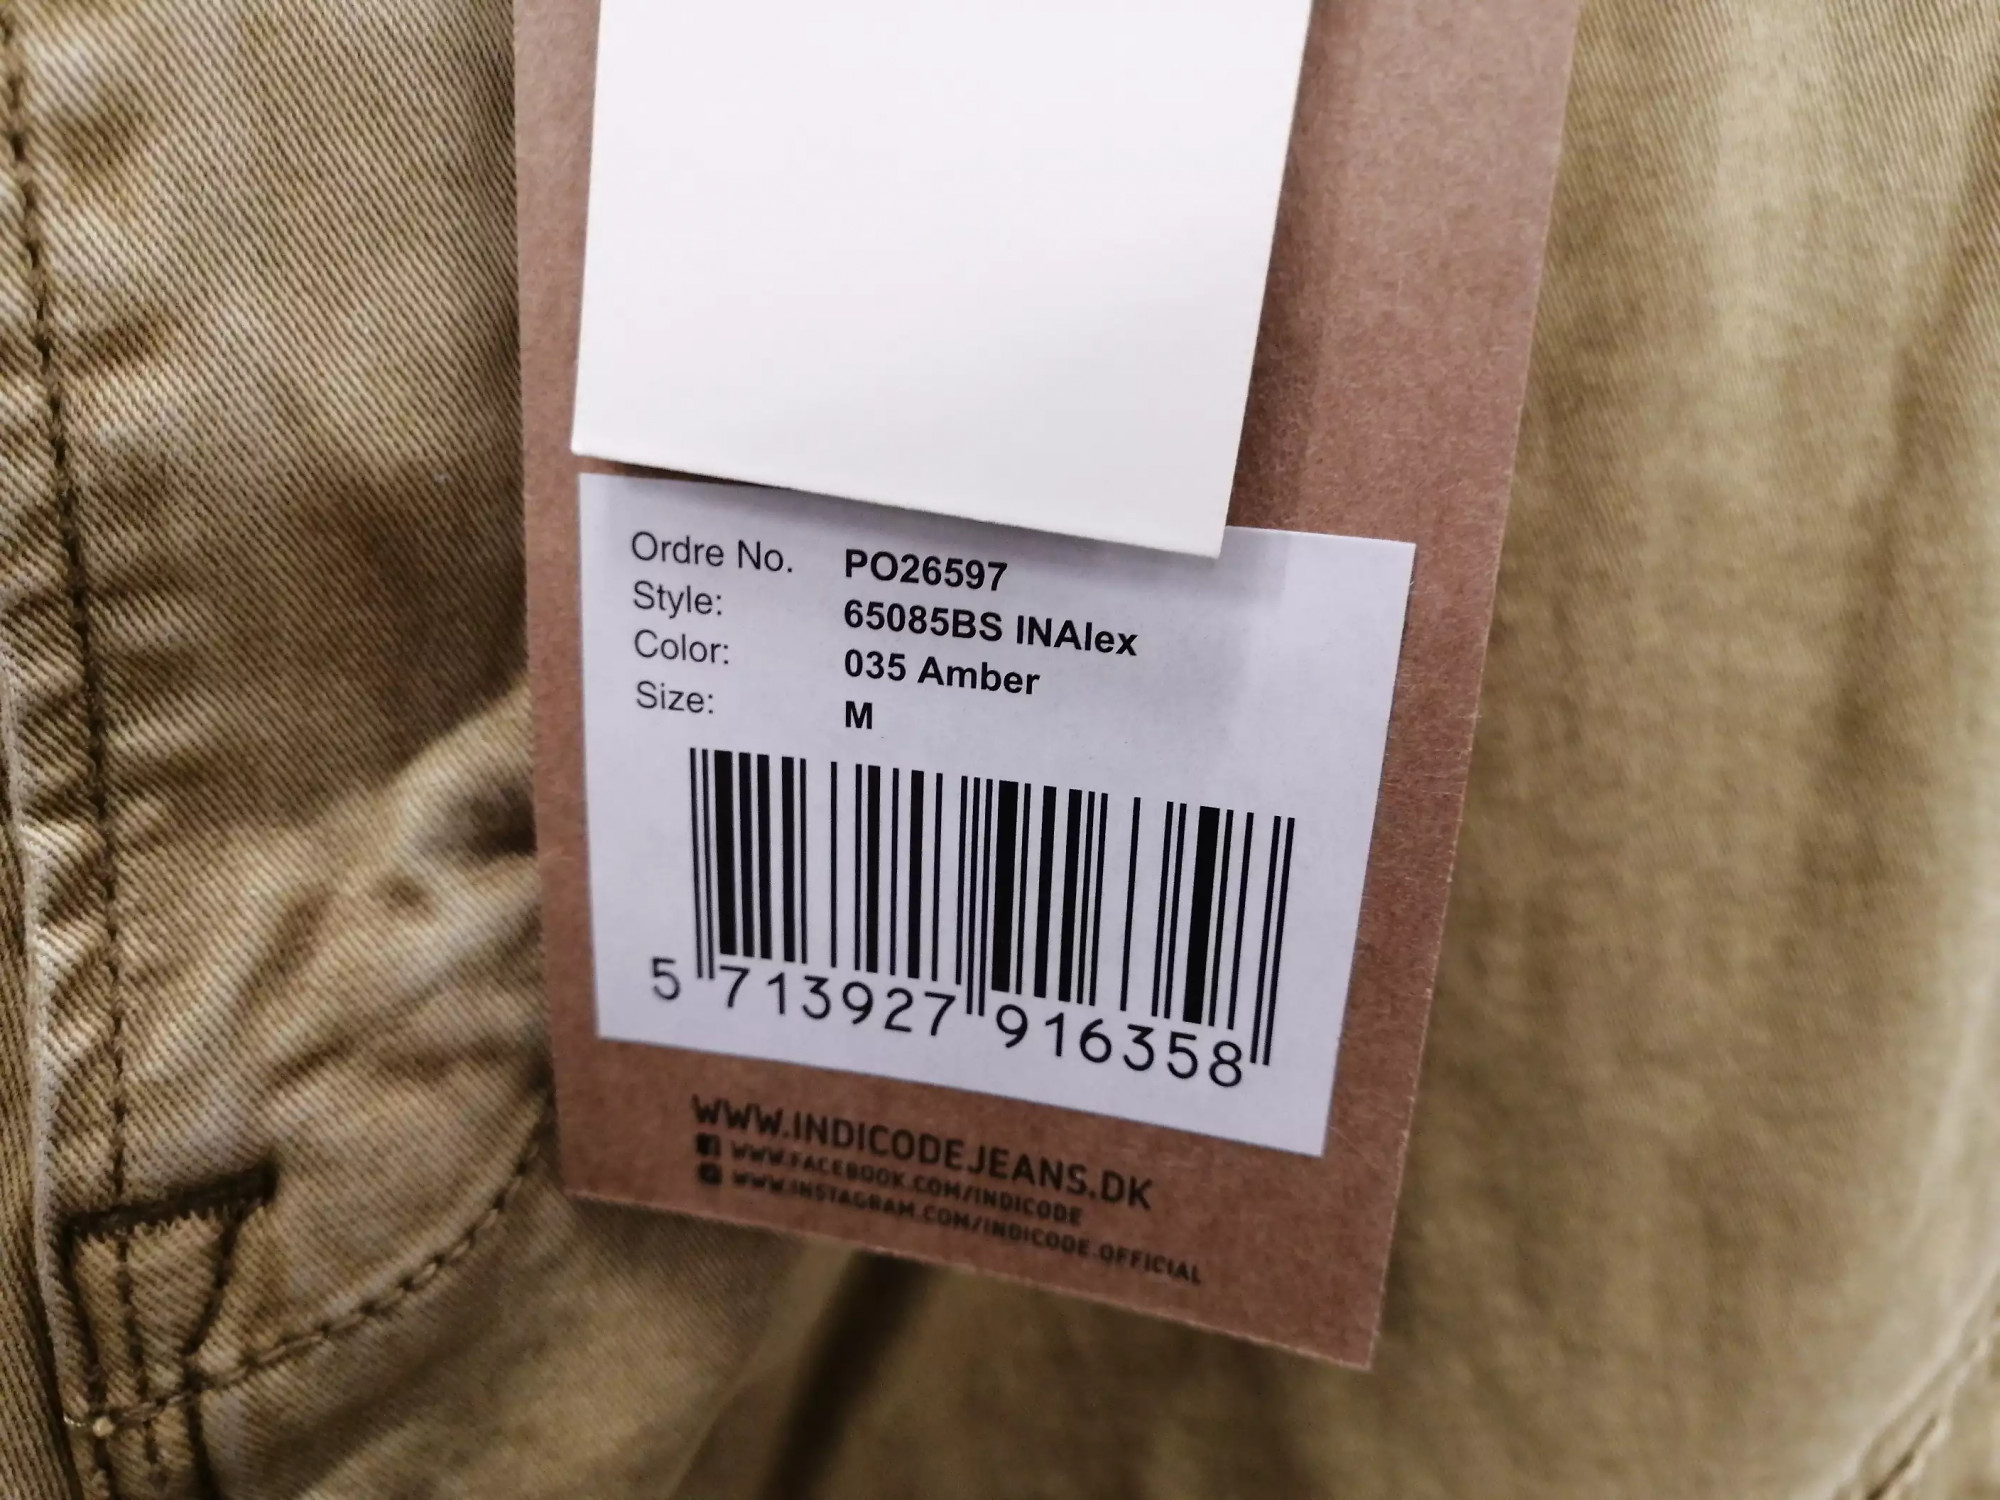 Ordre No. PO26597
Style: 65085BS INAlex
Color: 035 Amber
Size: M
5 713927 916358
WWW.INDICODEJEANS.DK
WWW.FACEBOOK.COM/INDICODE
WWW.INSTAGRAM.COM/INDICODE.OFFICIAL